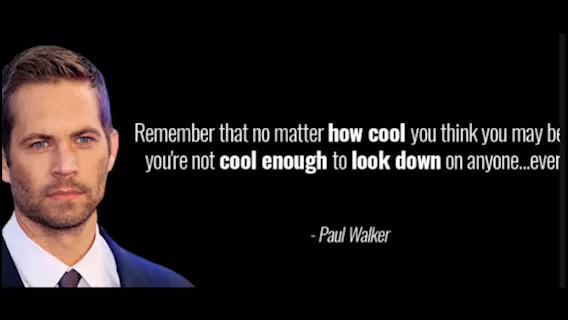 Remember that no matter how cool you think you may be
you're not cool enough to look down on anyone...ever
- Paul Walker